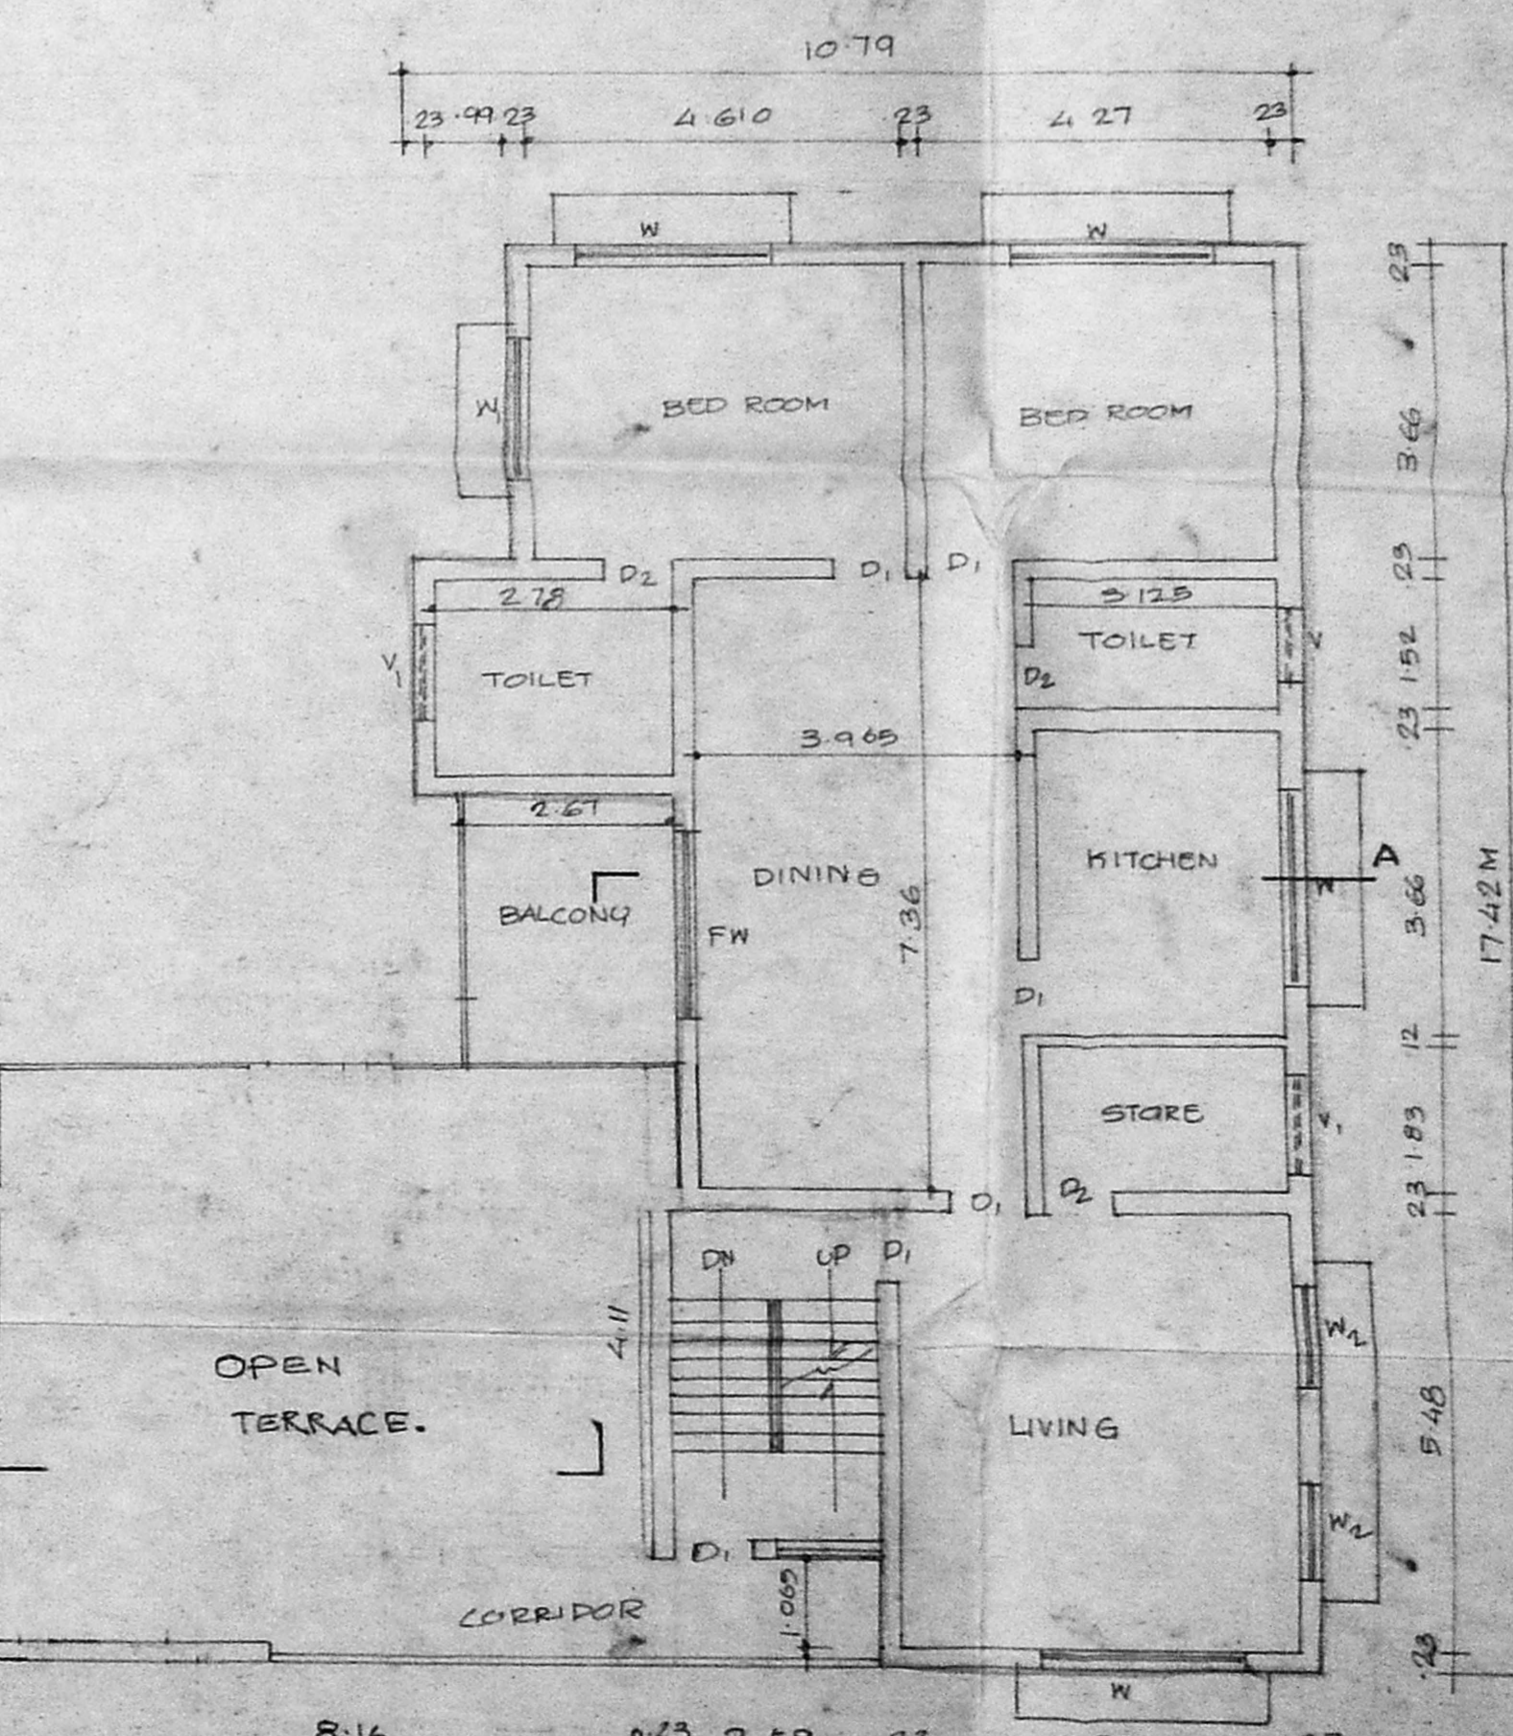 10.79
.23 .99 .23 4.610 .23 4.27 .23
W W
.23
W1 BED ROOM BED ROOM
3.66
D2 D1 D1
.23
2.78 3.125
V1 TOILET TOILET
D2
1.52
.23
3.965
2.67
DINING KITCHEN A
W
BALCONY
FW
7.36
3.66
17.42 M
D1
.12
STORE V1
1.83
D1 D2
.23
DN UP D1
4.11
W2
OPEN
TERRACE.
LIVING
5.48
W2
D1
CORRIDOR
1.065
.23
W